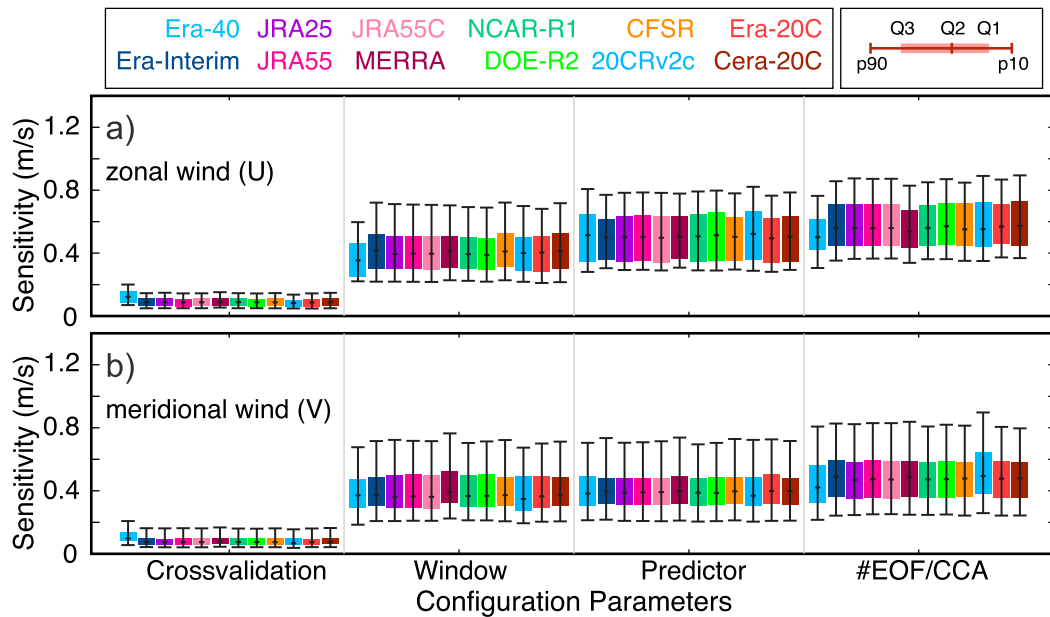 Era-40 JRA25 JRA55C NCAR-R1 CFSR Era-20C
Era-Interim JRA55 MERRA DOE-R2 20CRv2c Cera-20C
Q3 Q2 Q1
p90 p10
a)
zonal wind (U)
Sensitivity (m/s)
1.2
0.8
0.4
0
b)
meridional wind (V)
Sensitivity (m/s)
1.2
0.8
0.4
0
Crossvalidation Window Predictor #EOF/CCA
Configuration Parameters